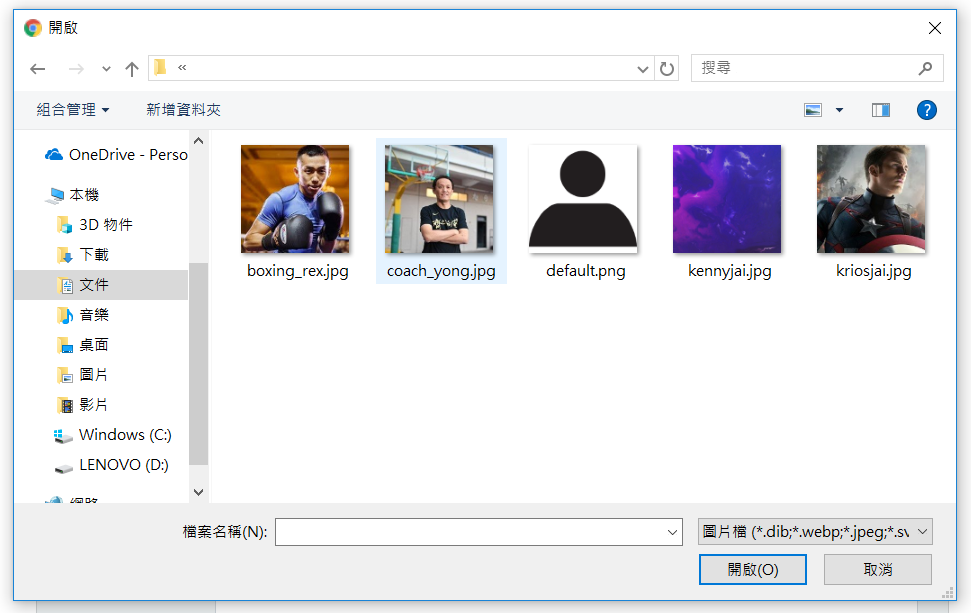 開啟
«
搜尋
組合管理
新增資料夾
?
OneDrive - Perso
本機
3D 物件
下載
文件
音樂
桌面
圖片
影片
Windows (C:)
LENOVO (D:)
網路
boxing_rex.jpg
coach_yong.jpg
default.png
kennyjai.jpg
kriosjai.jpg
檔案名稱(N):
圖片檔 (*.dib;*.webp;*.jpeg;*.sv
開啟(O)
取消